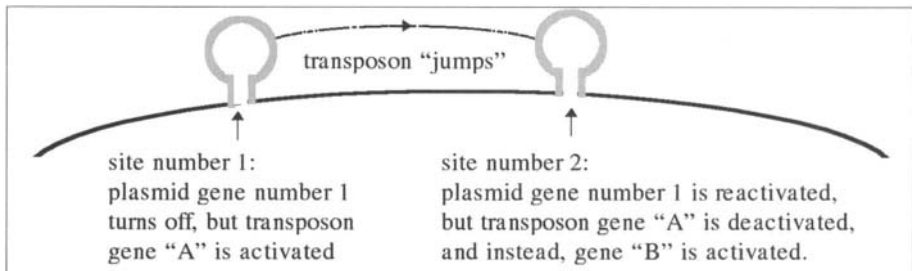 transposon “jumps”
site number 1:
plasmid gene number 1
turns off, but transposon
gene “A” is activated
site number 2:
plasmid gene number 1 is reactivated,
but transposon gene “A” is deactivated,
and instead, gene “B” is activated.